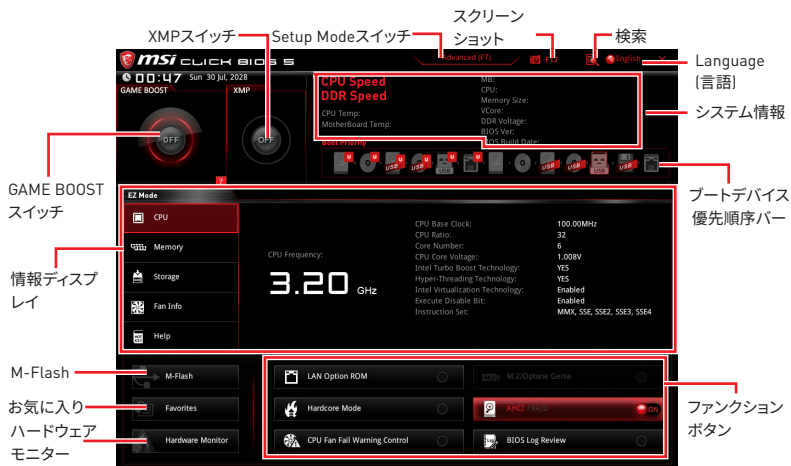 スクリーン
ショット
XMPスイッチ
Setup Modeスイッチ
検索
Language
(言語)
msi CLICK BIOS 5
Advanced (F7)
F12
English
00:47 Sun 30 Jul, 2028
GAME BOOST
XMP
OFF
OFF
CPU Speed
DDR Speed
CPU Temp:
MotherBoard Temp:
MB:
CPU:
Memory Size:
VCore:
DDR Voltage:
BIOS Ver:
BIOS Build Date:
システム情報
Boot Priority
U U U U U
USB USB USB USB USB USB
?
GAME BOOST
スイッチ
ブートデバイス
優先順序バー
EZ Mode
CPU
Memory
Storage
Fan Info
Help
情報ディスプ
レイ
CPU Frequency:
3.20 GHz
CPU Base Clock: 100.00MHz
CPU Ratio: 32
Core Number: 6
CPU Core Voltage: 1.008V
Intel Turbo Boost Technology: YES
Hyper-Threading Technology: YES
Intel Virtualization Technology: Enabled
Execute Disable Bit: Enabled
Instruction Set: MMX, SSE, SSE2, SSE3, SSE4
M-Flash
お気に入り
ハードウェア
モニター
M-Flash
Favorites
Hardware Monitor
LAN Option ROM
Hardcore Mode
CPU Fan Fail Warning Control
M.2/Optane Genie
AHCI /RAID
ON
BIOS Log Review
ファンクション
ボタン